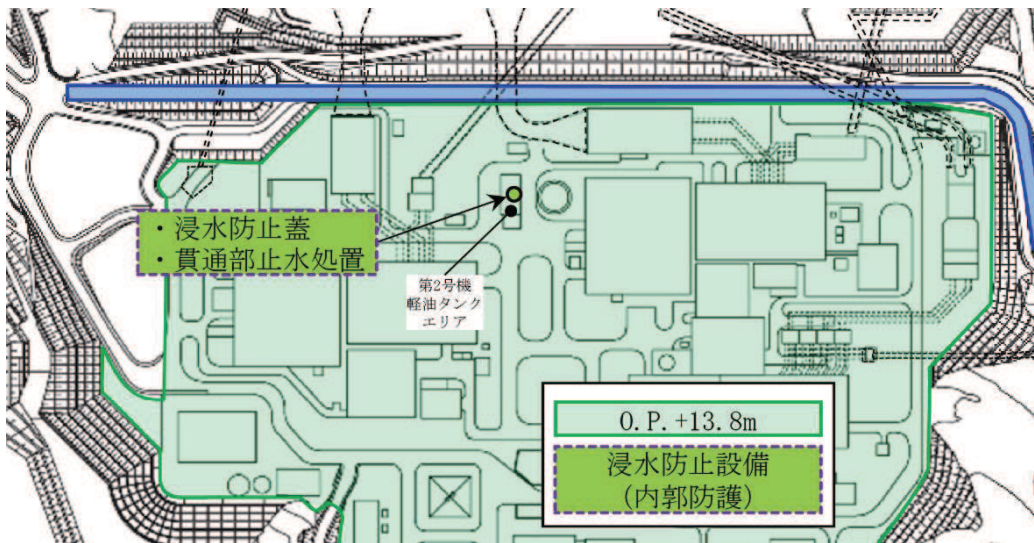 ・浸水防止蓋
・貫通部止水処置
第2号機
軽油タンク
エリア
O.P.+13.8m
浸水防止設備
(内郭防護)